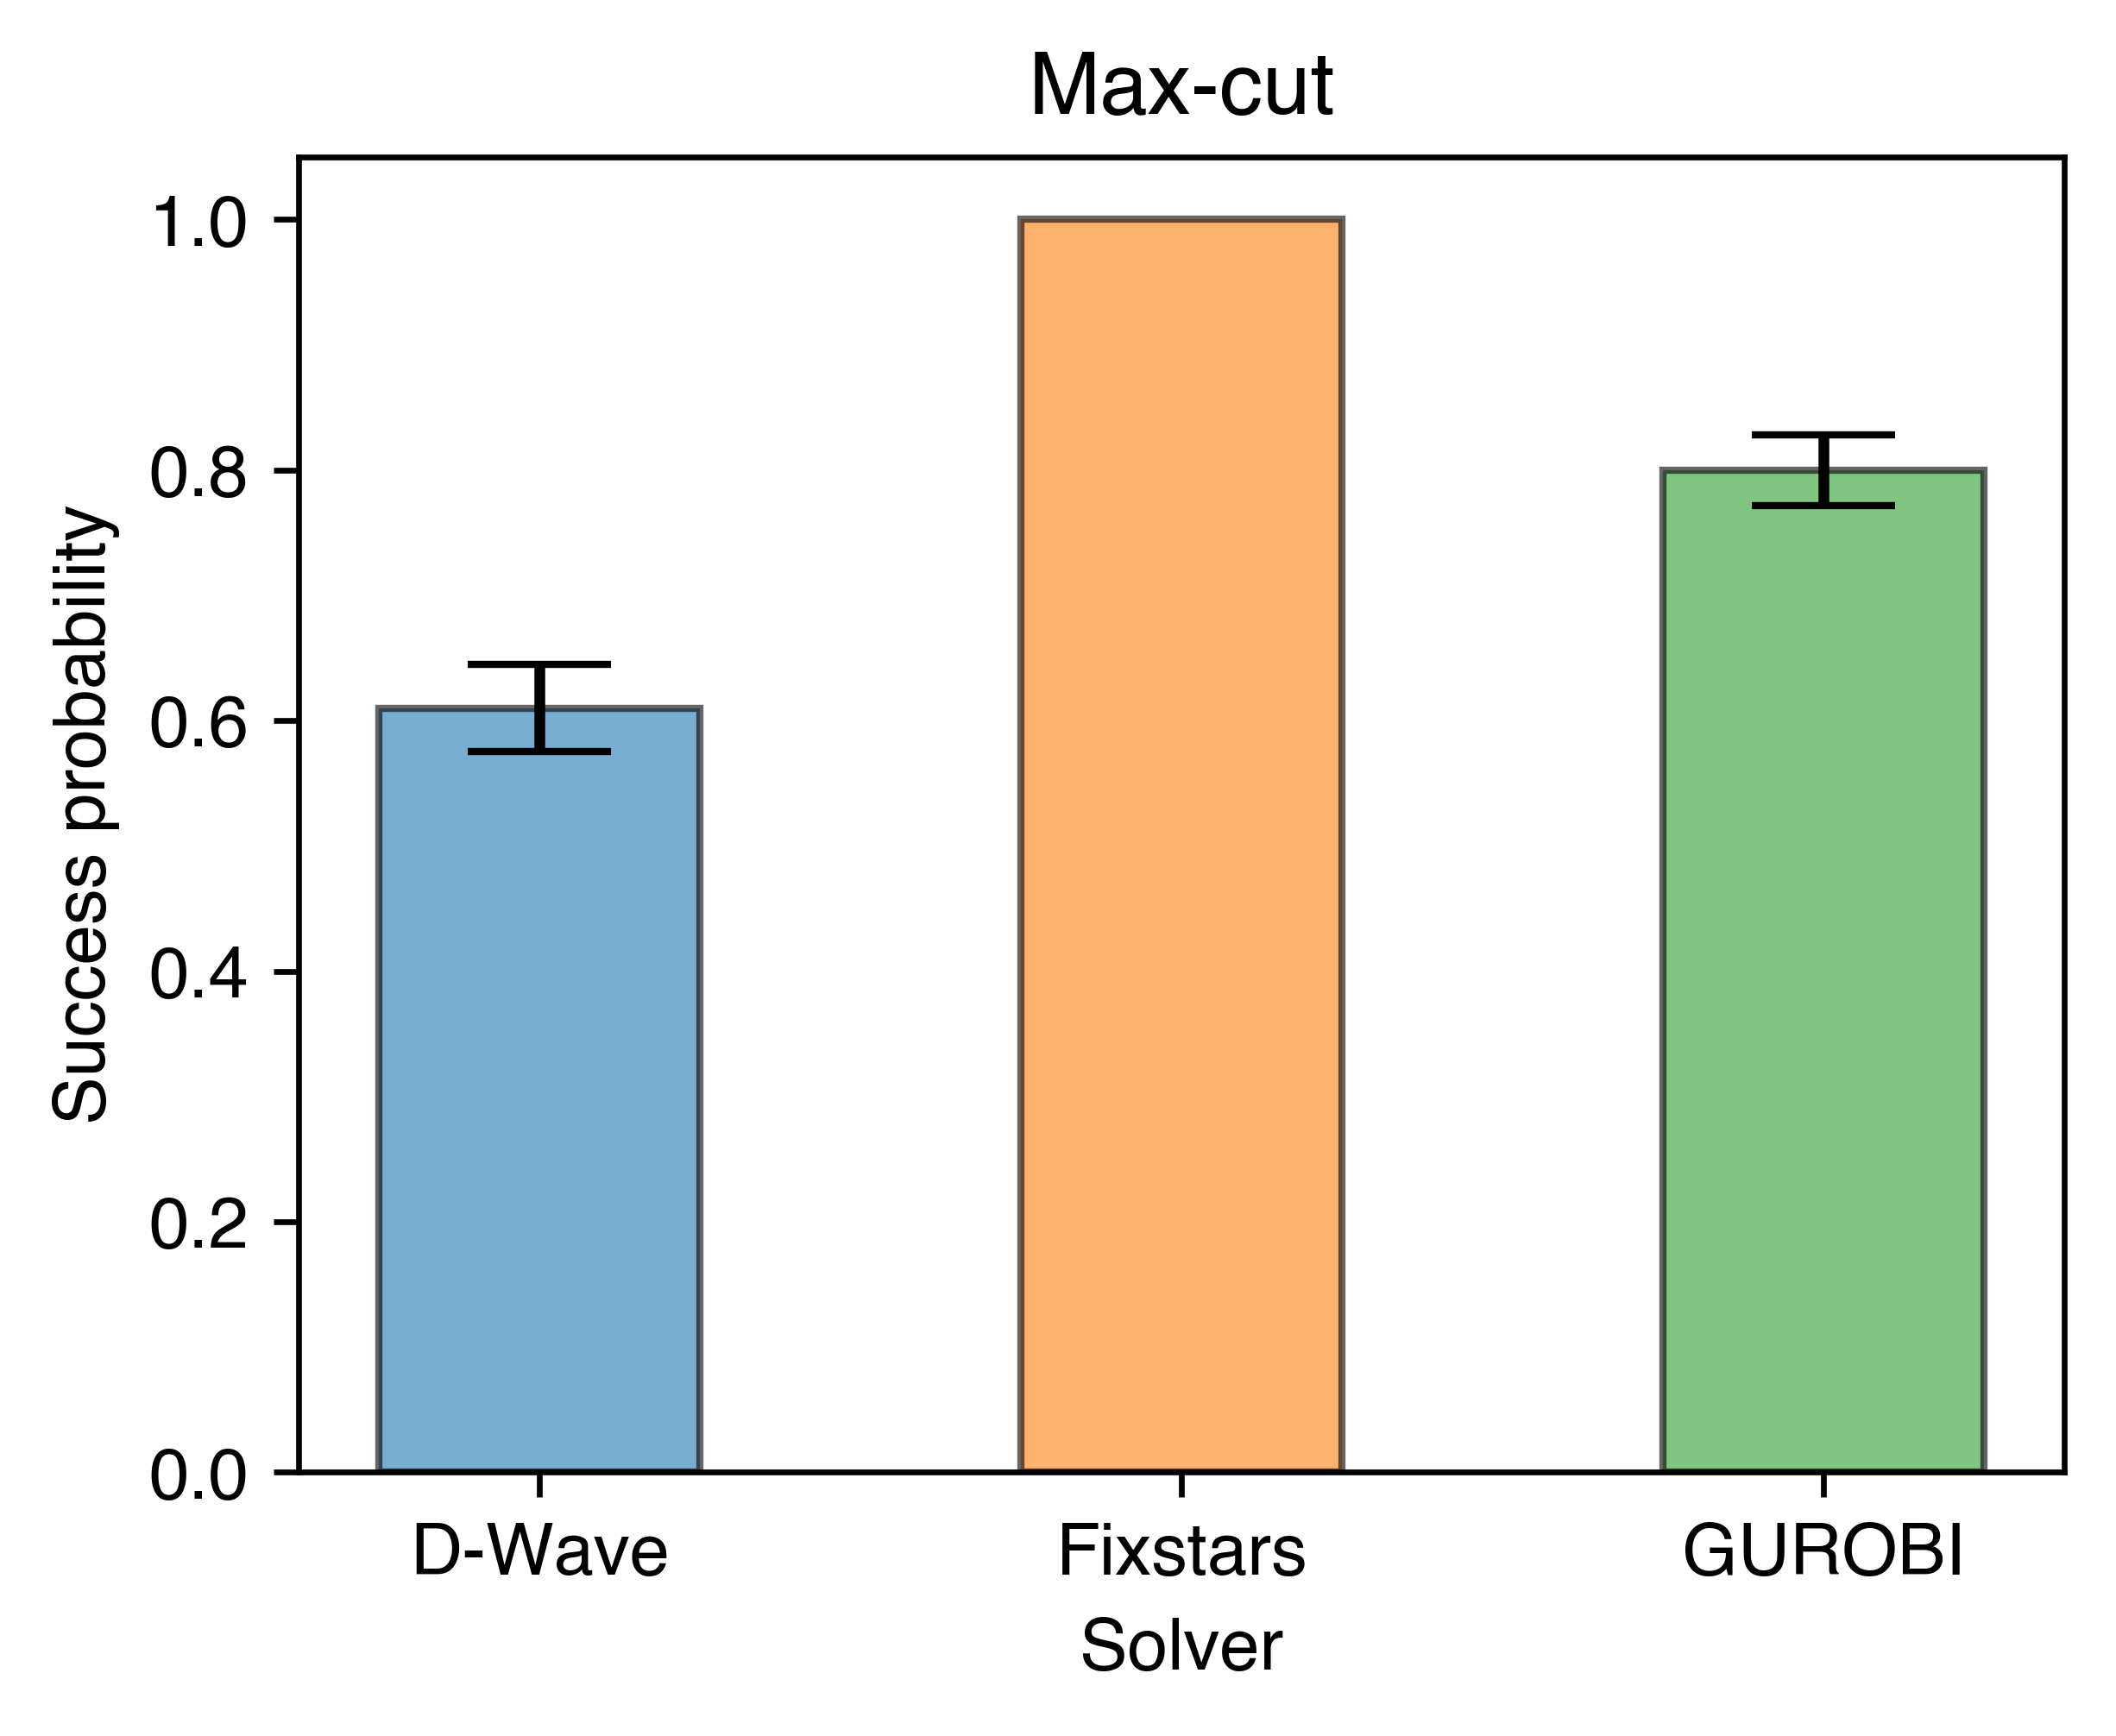 Max-cut
Success probability
1.0
0.8
0.6
0.4
0.2
0.0
D-Wave
Fixstars
GUROBI
Solver